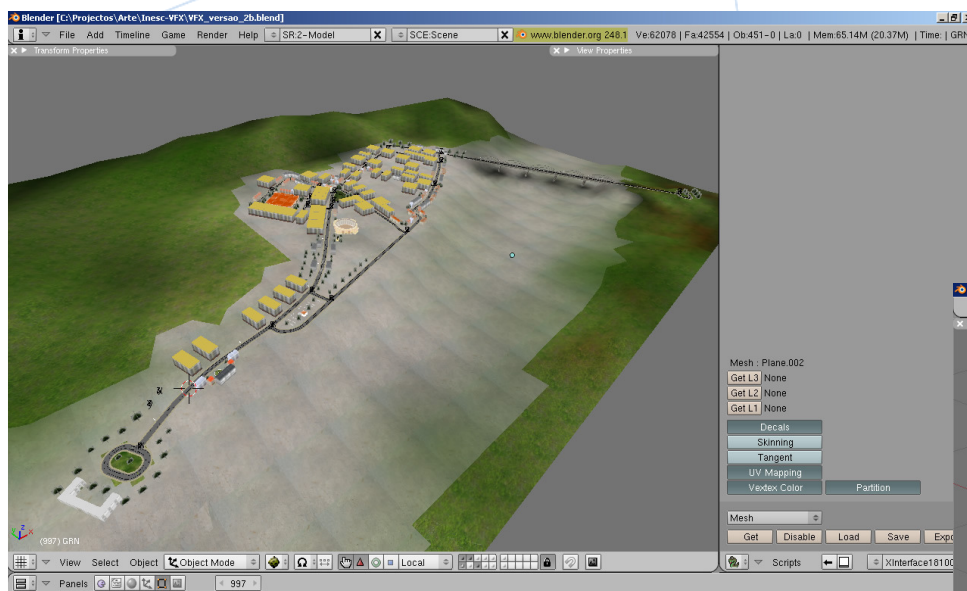 Blender [C:\Projectos\Arte\Inesc-VFX\VFX_versao_2b.blend]
File Add Timeline Game Render Help SR:2-Model X SCE:Scene X www.blender.org 248.1 Ve:62078 | Fa:42554 | Ob:451-0 | La:0 | Mem:65.14M (20.37M) | Time: | GRN
X Transform Properties X View Properties
Mesh : Plane.002
Get L3 None
Get L2 None
Get L1 None
Decals
Skinning
Tangent
UV Mapping
Vextex Color Partition
Mesh
Get Disable Load Save Expo
z
x
(997) GRN
View Select Object Object Mode Local Scripts XInterface18100
Panels 997